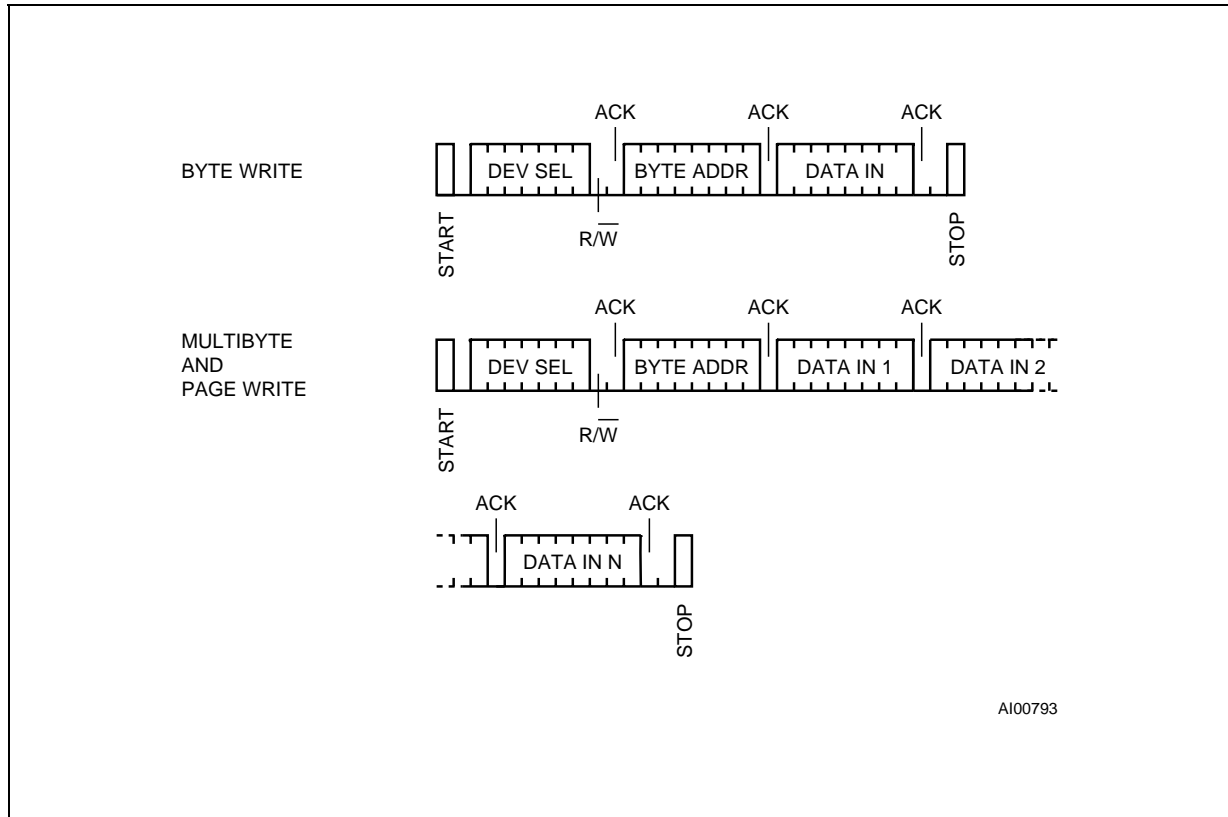 ACK ACK ACK
BYTE WRITE DEV SEL BYTE ADDR DATA IN
R/W̅
START STOP
ACK ACK ACK
MULTIBYTE
AND
PAGE WRITE
DEV SEL BYTE ADDR DATA IN 1 DATA IN 2
R/W̅
START
ACK ACK
DATA IN N
STOP
AI00793